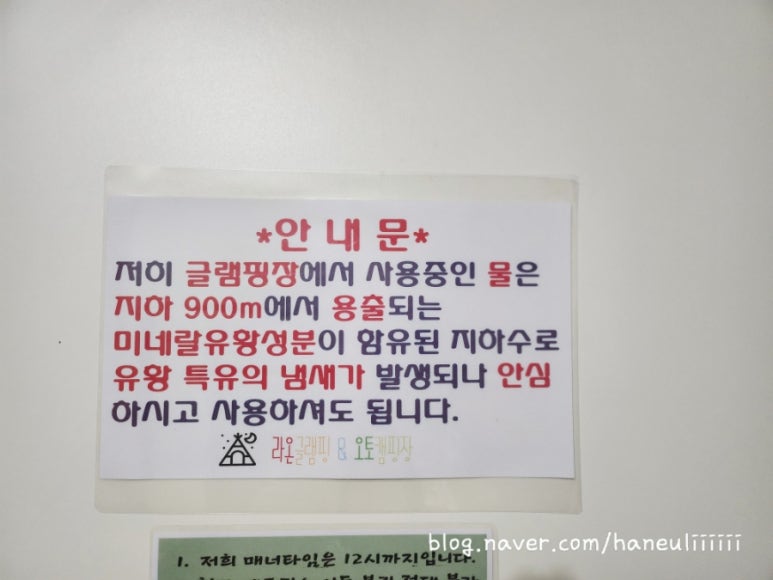 *안내문*
저희 글램핑장에서 사용중인 물은
지하 900m에서 용출되는
미네랄유황성분이 함유된 지하수로
유황 특유의 냄새가 발생되나 안심
하시고 사용하셔도 됩니다.
라온글램핑 & 오토캠핑장
1. 저희 매너타임은 12시까지입니다.
blog.naver.com/haneuliiiiii